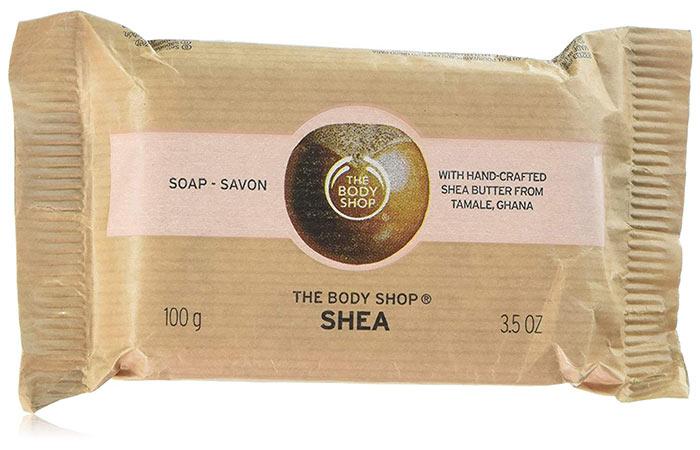 SOAP - SAVON
THE
BODY
SHOP
WITH HAND-CRAFTED
SHEA BUTTER FROM
TAMALE, GHANA
THE BODY SHOP ®
SHEA
100 g
3.5 OZ